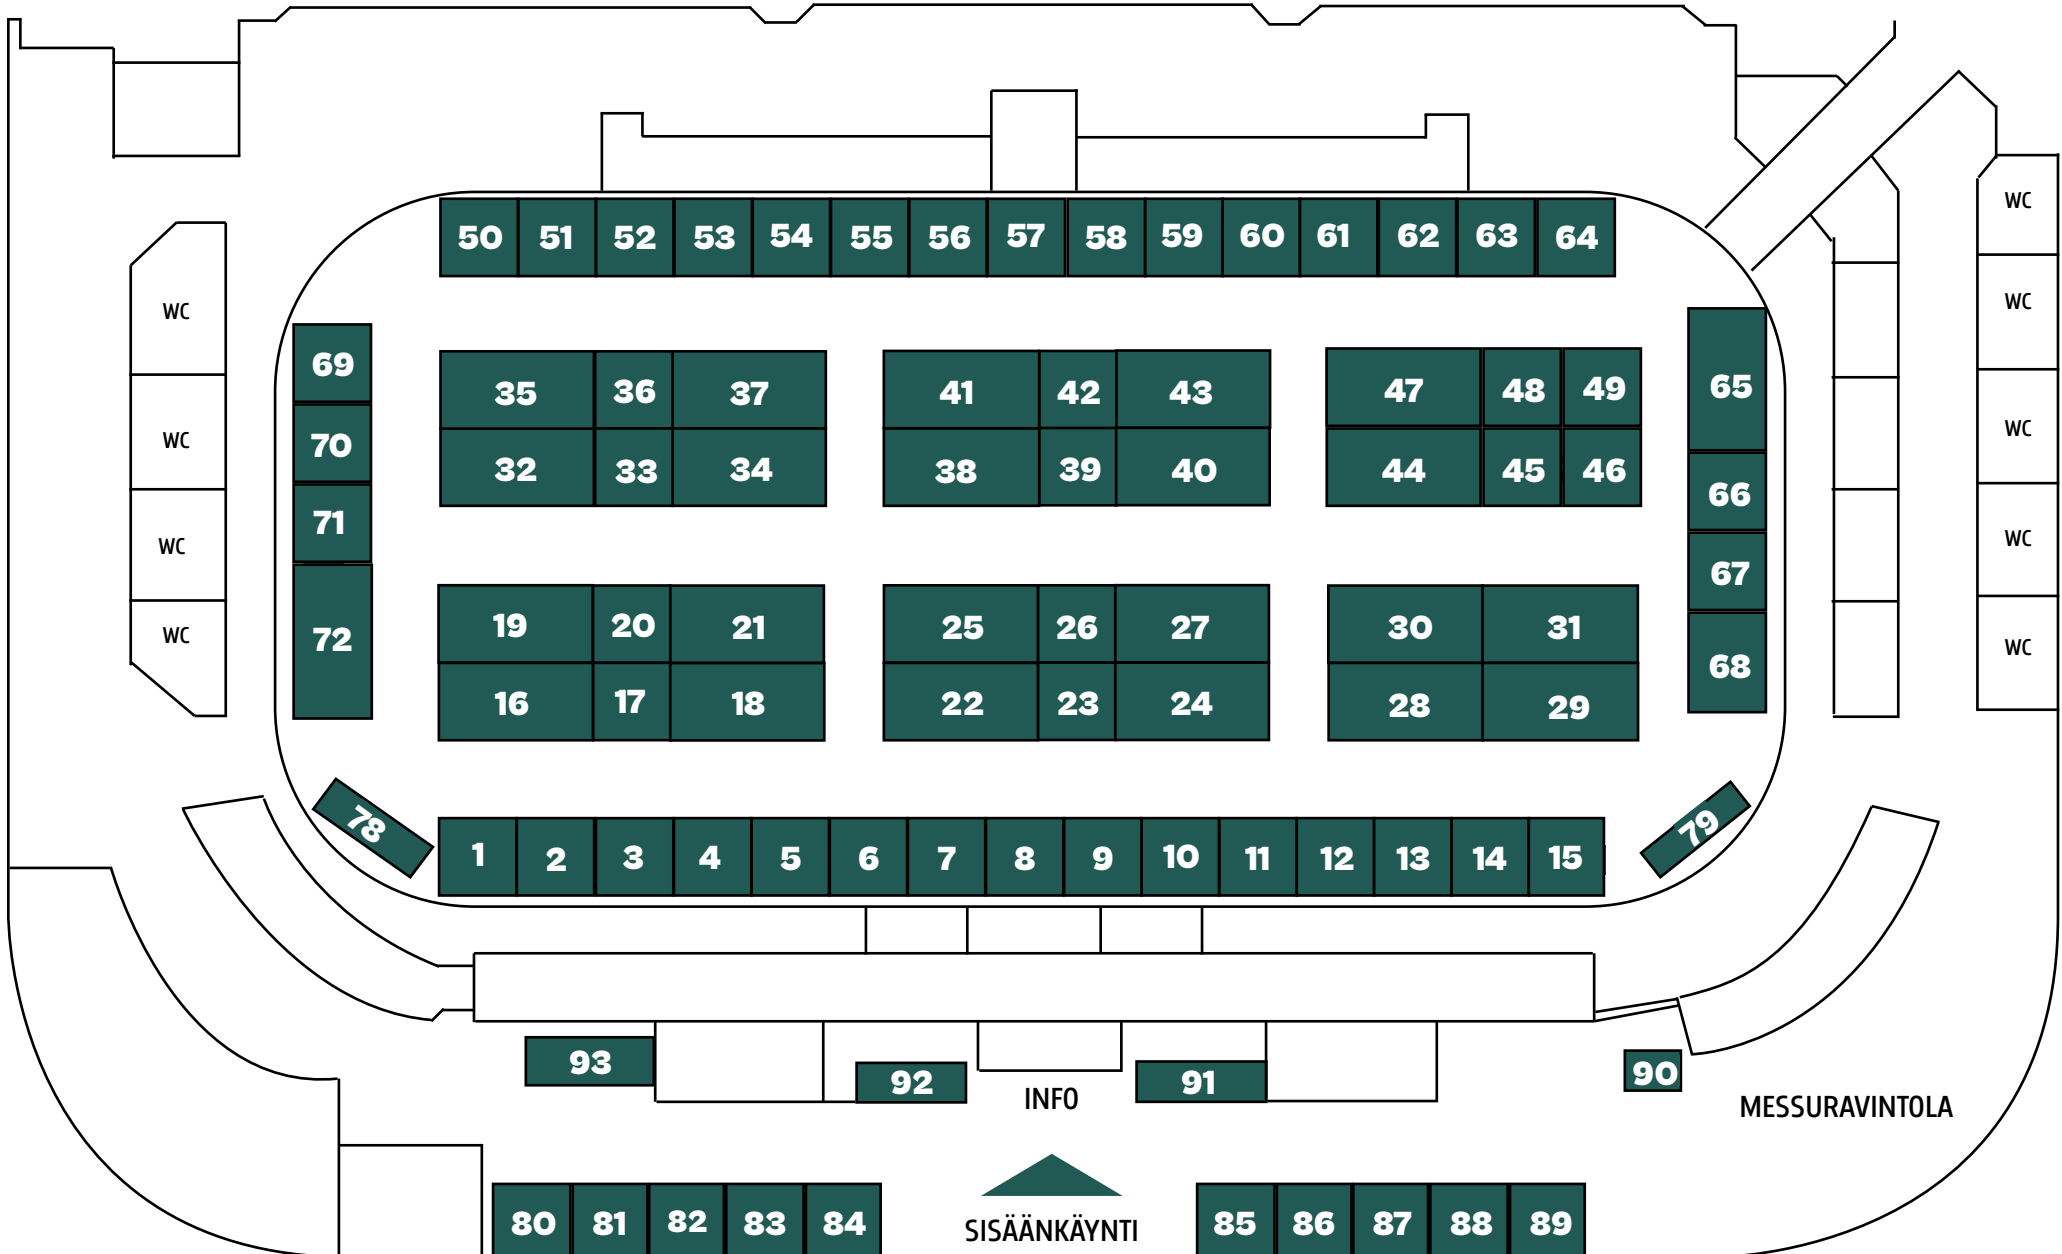 WC
50 51 52 53 54 55 56 57 58 59 60 61 62 63 64
WC
WC
69
35 36 37 41 42 43 47 48 49
65
WC
WC
70
32 33 34 38 39 40 44 45 46
66
WC
71
WC
67
WC
WC
72
19 20 21 25 26 27 30 31
68
WC
16 17 18 22 23 24 28 29
78
79
1 2 3 4 5 6 7 8 9 10 11 12 13 14 15
93
92
91
90
INFO
MESSURAVINTOLA
80 81 82 83 84
SISÄÄNKÄYNTI
85 86 87 88 89